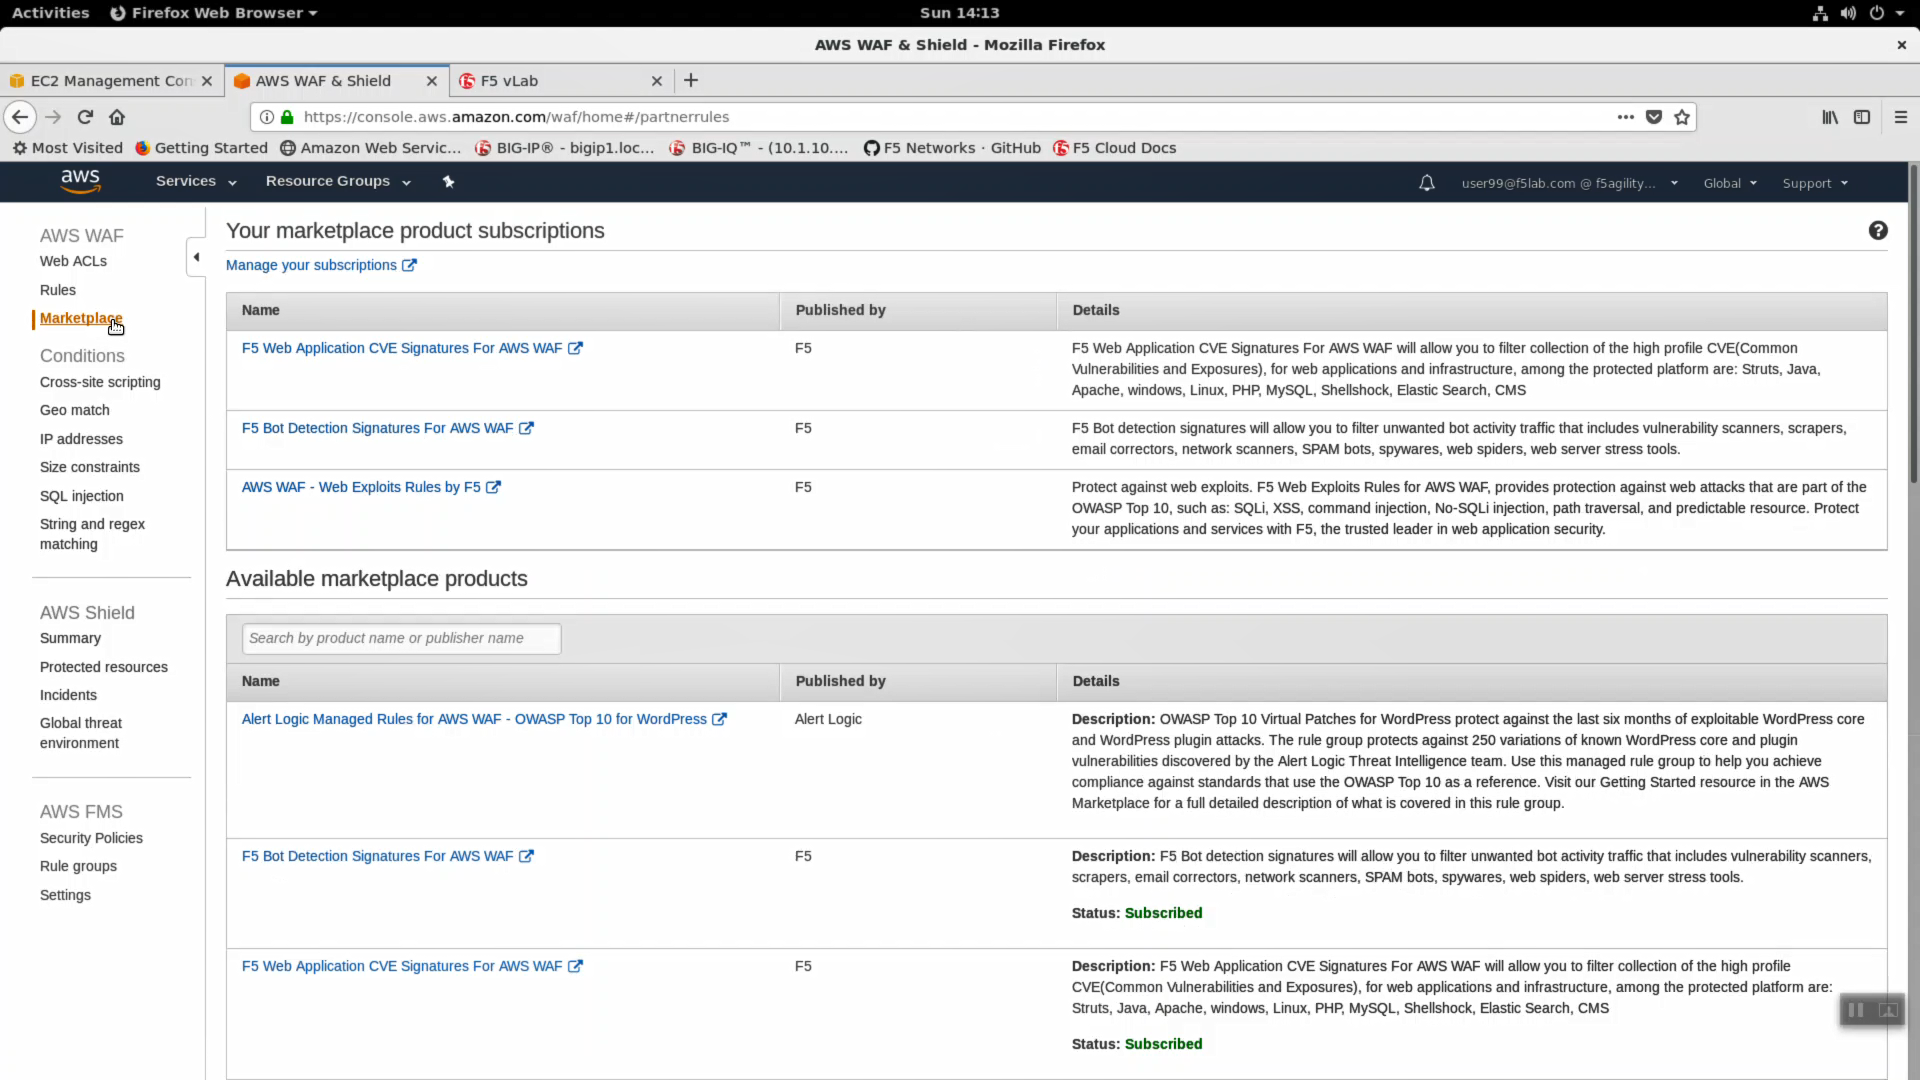 Activities Firefox Web Browser Sun 14:13
AWS WAF & Shield - Mozilla Firefox
EC2 Management Con AWS WAF & Shield F5 vLab
https://console.aws.amazon.com/waf/home#/partnerrules
Most Visited Getting Started Amazon Web Servic... BIG-IP® - bigip1.loc... BIG-IQ™ - (10.1.10.... F5 Networks · GitHub F5 Cloud Docs
aws Services Resource Groups user99@f5lab.com @ f5agility... Global Support
AWS WAF
Web ACLs
Rules
Marketplace
Conditions
Cross-site scripting
Geo match
IP addresses
Size constraints
SQL injection
String and regex
matching
AWS Shield
Summary
Protected resources
Incidents
Global threat
environment
AWS FMS
Security Policies
Rule groups
Settings
Your marketplace product subscriptions
Manage your subscriptions
Name Published by Details
F5 Web Application CVE Signatures For AWS WAF F5 F5 Web Application CVE Signatures For AWS WAF will allow you to filter collection of the high profile CVE(Common
Vulnerabilities and Exposures), for web applications and infrastructure, among the protected platform are: Struts, Java,
Apache, windows, Linux, PHP, MySQL, Shellshock, Elastic Search, CMS
F5 Bot Detection Signatures For AWS WAF F5 F5 Bot detection signatures will allow you to filter unwanted bot activity traffic that includes vulnerability scanners, scrapers,
email correctors, network scanners, SPAM bots, spywares, web spiders, web server stress tools.
AWS WAF - Web Exploits Rules by F5 F5 Protect against web exploits. F5 Web Exploits Rules for AWS WAF, provides protection against web attacks that are part of the
OWASP Top 10, such as: SQLi, XSS, command injection, No-SQLi injection, path traversal, and predictable resource. Protect
your applications and services with F5, the trusted leader in web application security.
Available marketplace products
Search by product name or publisher name
Name Published by Details
Alert Logic Managed Rules for AWS WAF - OWASP Top 10 for WordPress Alert Logic Description: OWASP Top 10 Virtual Patches for WordPress protect against the last six months of exploitable WordPress core
and WordPress plugin attacks. The rule group protects against 250 variations of known WordPress core and plugin
vulnerabilities discovered by the Alert Logic Threat Intelligence team. Use this managed rule group to help you achieve
compliance against standards that use the OWASP Top 10 as a reference. Visit our Getting Started resource in the AWS
Marketplace for a full detailed description of what is covered in this rule group.
F5 Bot Detection Signatures For AWS WAF F5 Description: F5 Bot detection signatures will allow you to filter unwanted bot activity traffic that includes vulnerability scanners,
scrapers, email correctors, network scanners, SPAM bots, spywares, web spiders, web server stress tools.
Status: Subscribed
F5 Web Application CVE Signatures For AWS WAF F5 Description: F5 Web Application CVE Signatures For AWS WAF will allow you to filter collection of the high profile
CVE(Common Vulnerabilities and Exposures), for web applications and infrastructure, among the protected platform are:
Struts, Java, Apache, windows, Linux, PHP, MySQL, Shellshock, Elastic Search, CMS
Status: Subscribed